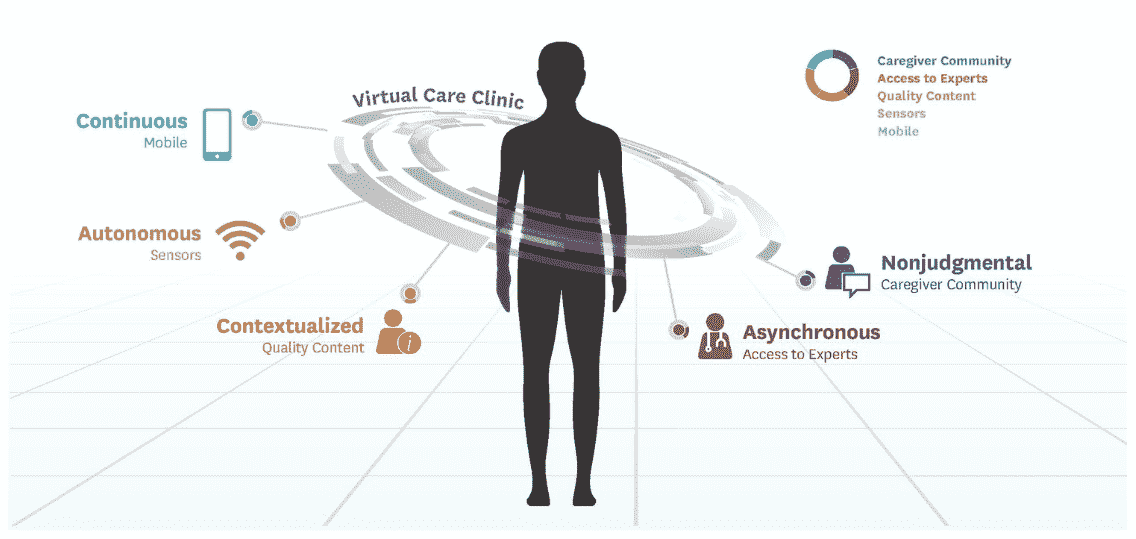 Virtual Care Clinic
Caregiver Community
Access to Experts
Quality Content
Sensors
Mobile
Continuous
Mobile
Autonomous
Sensors
Contextualized
Quality Content
i
Nonjudgmental
Caregiver Community
Asynchronous
Access to Experts